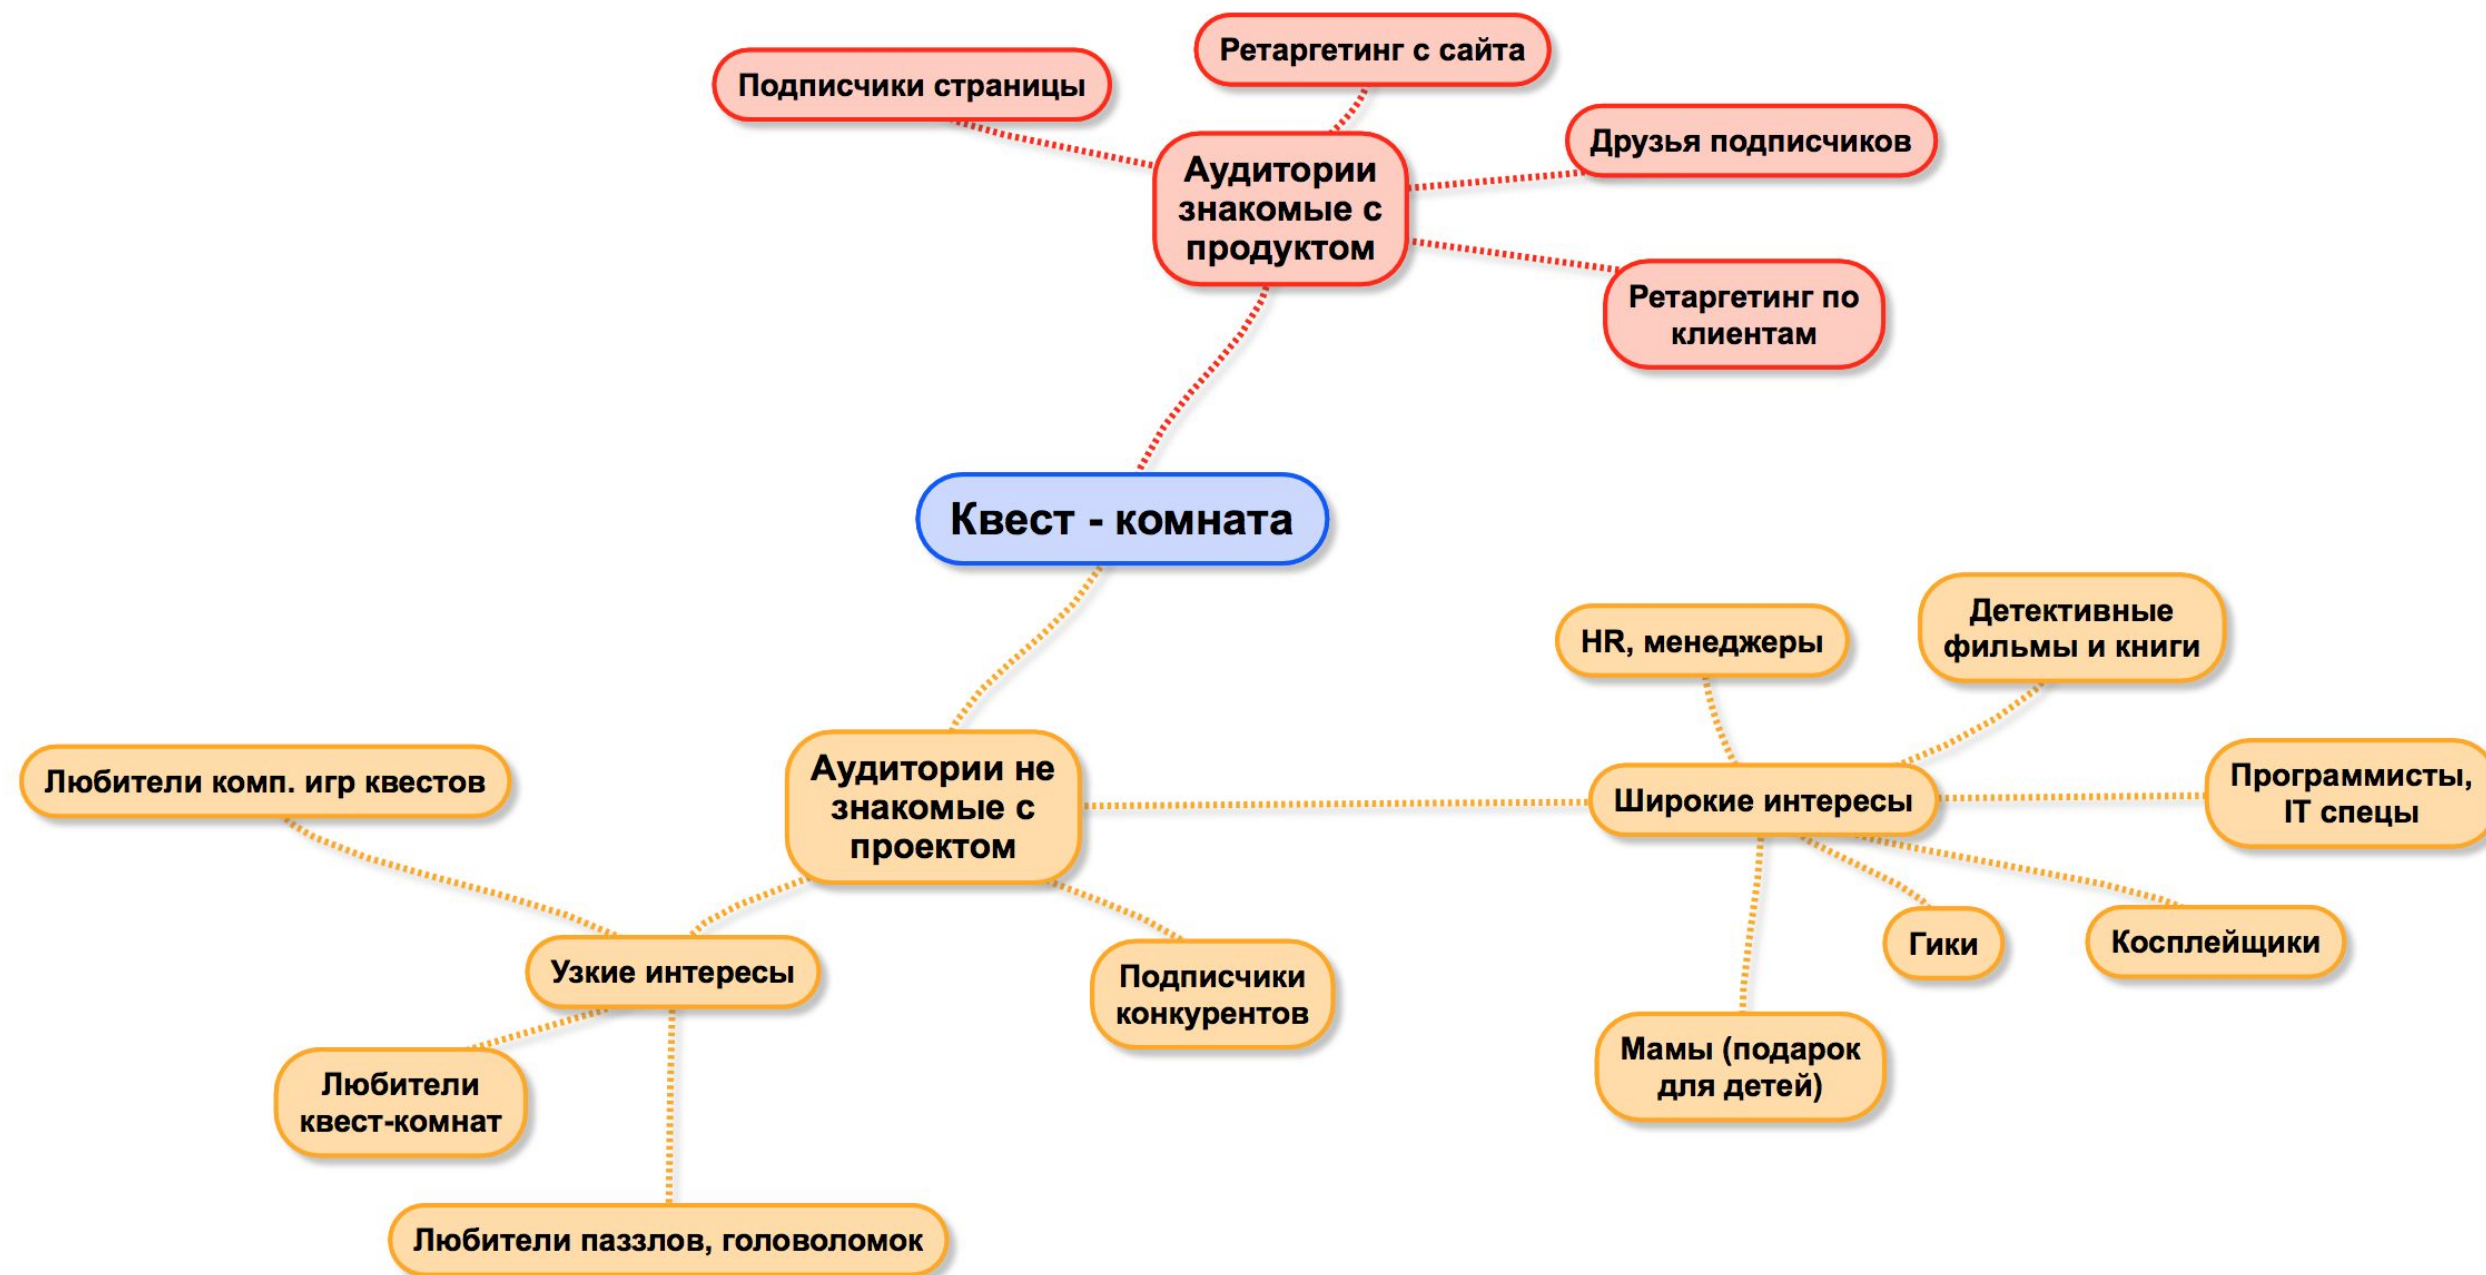 Ретаргетинг с сайта
Подписчики страницы
Друзья подписчиков
Аудитории
знакомые с
продуктом
Ретаргетинг по
клиентам
Квест - комната
HR, менеджеры
Детективные
фильмы и книги
Аудитории не
знакомые с
проектом
Любители комп. игр квестов
Широкие интересы
Программисты,
IT спецы
Узкие интересы
Подписчики
конкурентов
Гики
Косплейщики
Любители
квест-комнат
Мамы (подарок
для детей)
Любители паззлов, головоломок